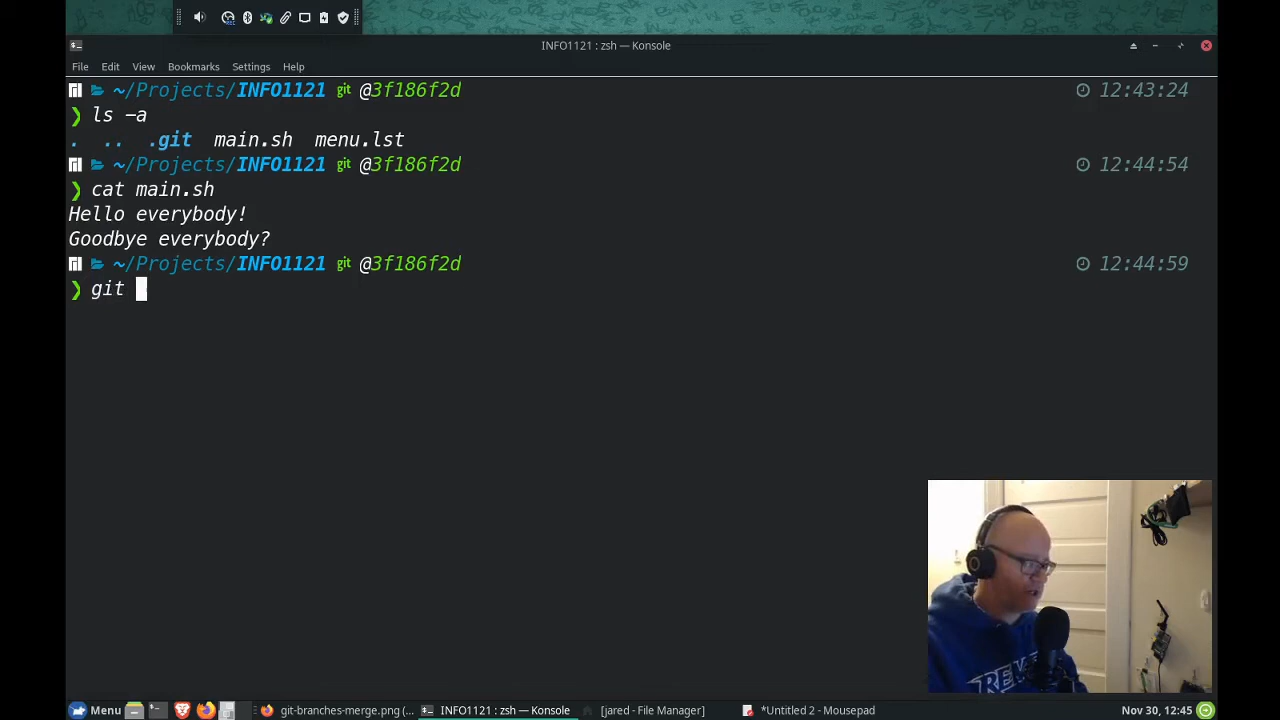 INFO1121 : zsh — Konsole
File Edit View Bookmarks Settings Help
~/Projects/INFO1121 git @3f186f2d 12:43:24
❯ ls -a
. .. .git main.sh menu.lst
~/Projects/INFO1121 git @3f186f2d 12:44:54
❯ cat main.sh
Hello everybody!
Goodbye everybody?
~/Projects/INFO1121 git @3f186f2d 12:44:59
❯ git
Menu git-branches-merge.png (... INFO1121 : zsh — Konsole [jared - File Manager] *Untitled 2 - Mousepad Nov 30, 12:45